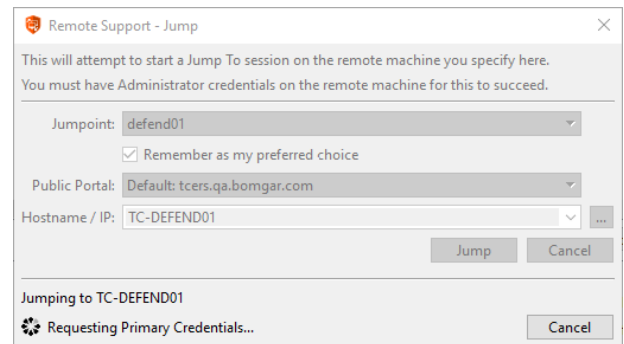 Remote Support - Jump
This will attempt to start a Jump To session on the remote machine you specify here.
You must have Administrator credentials on the remote machine for this to succeed.
Jumpoint: defend01
Remember as my preferred choice
Public Portal: Default: tcers.qa.bomgar.com
Hostname / IP: TC-DEFEND01 ...
Jump Cancel
Jumping to TC-DEFEND01
Requesting Primary Credentials... Cancel